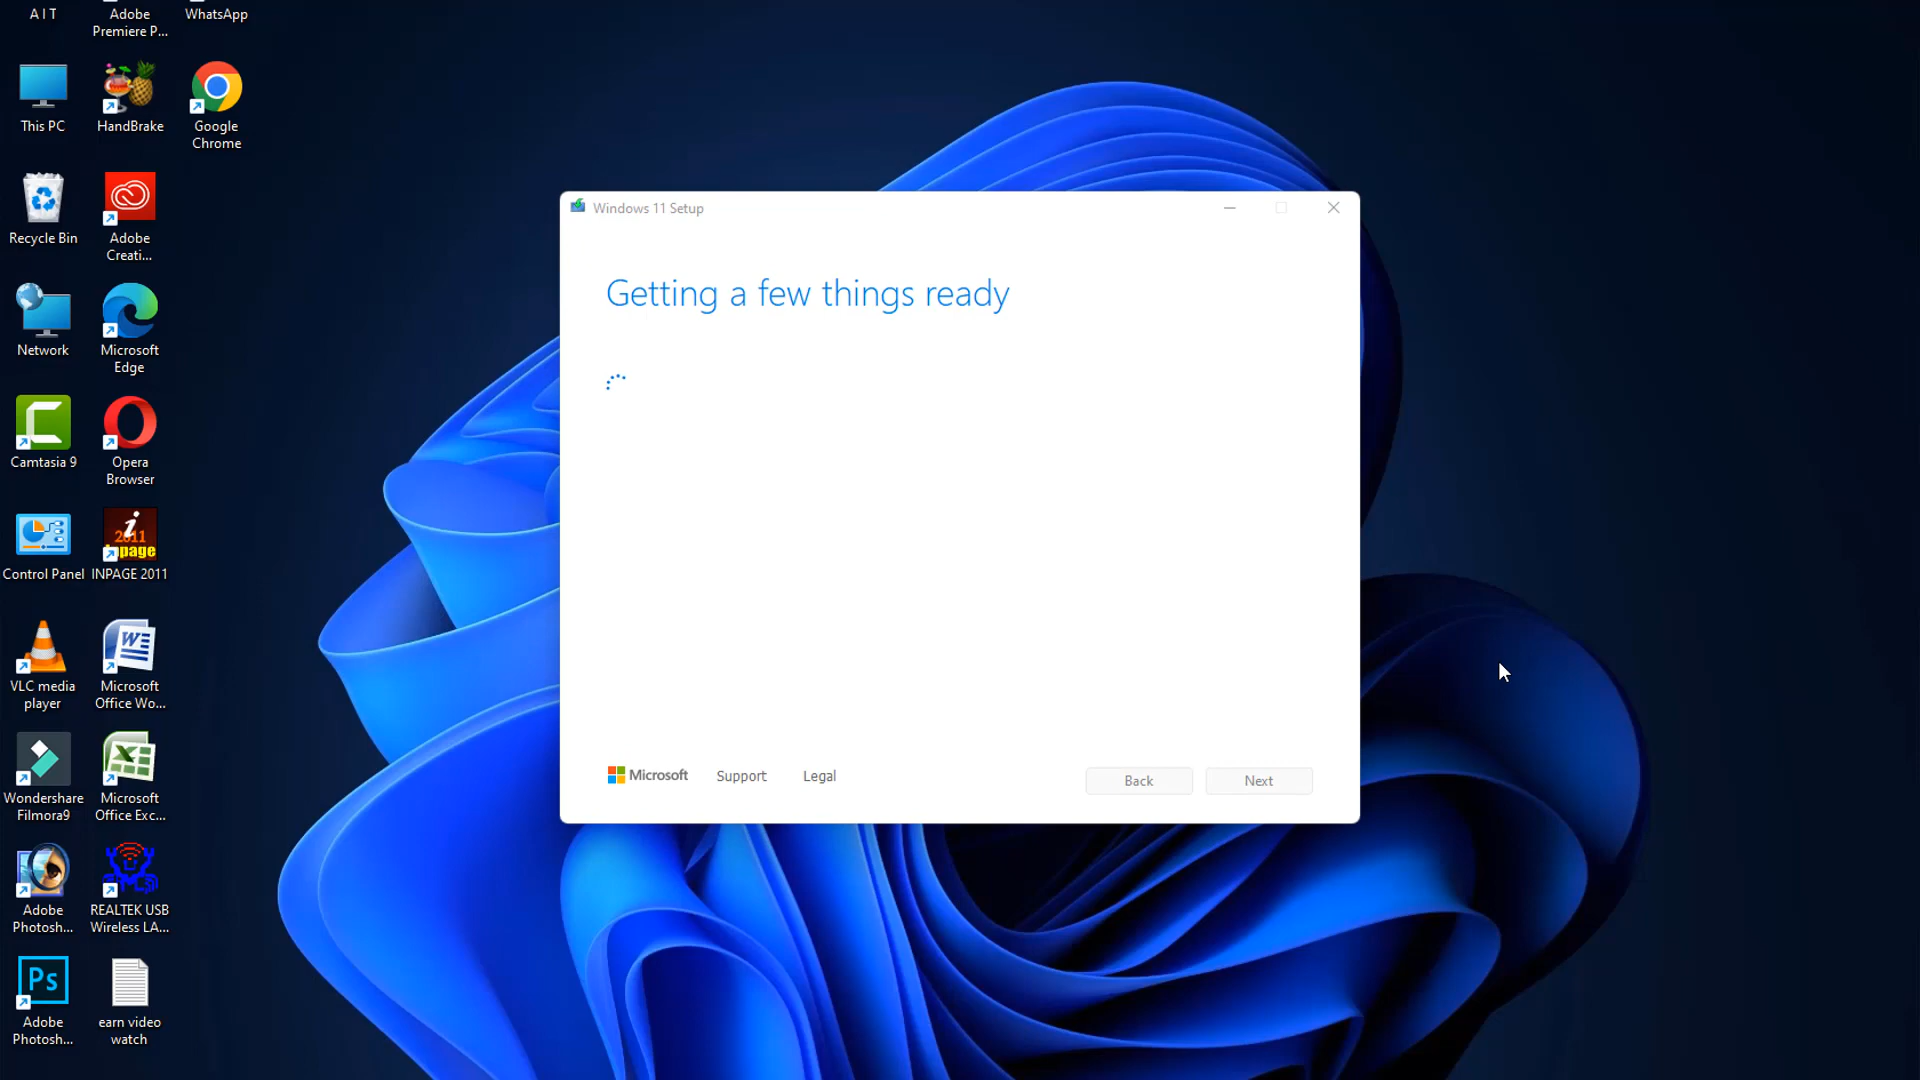 A I T
Adobe
Premiere P...
WhatsApp
This PC
HandBrake
Google
Chrome
Recycle Bin
Adobe
Creati...
Network
Microsoft
Edge
Camtasia 9
Opera
Browser
Control Panel
i
2011
inpage
INPAGE 2011
VLC media
player
W
Microsoft
Office Wo...
Wondershare
Filmora9
X
Microsoft
Office Exc...
Adobe
Photosh...
REALTEK USB
Wireless LA...
Ps
Adobe
Photosh...
earn video
watch
Windows 11 Setup
Getting a few things ready
Microsoft
Support
Legal
Back
Next